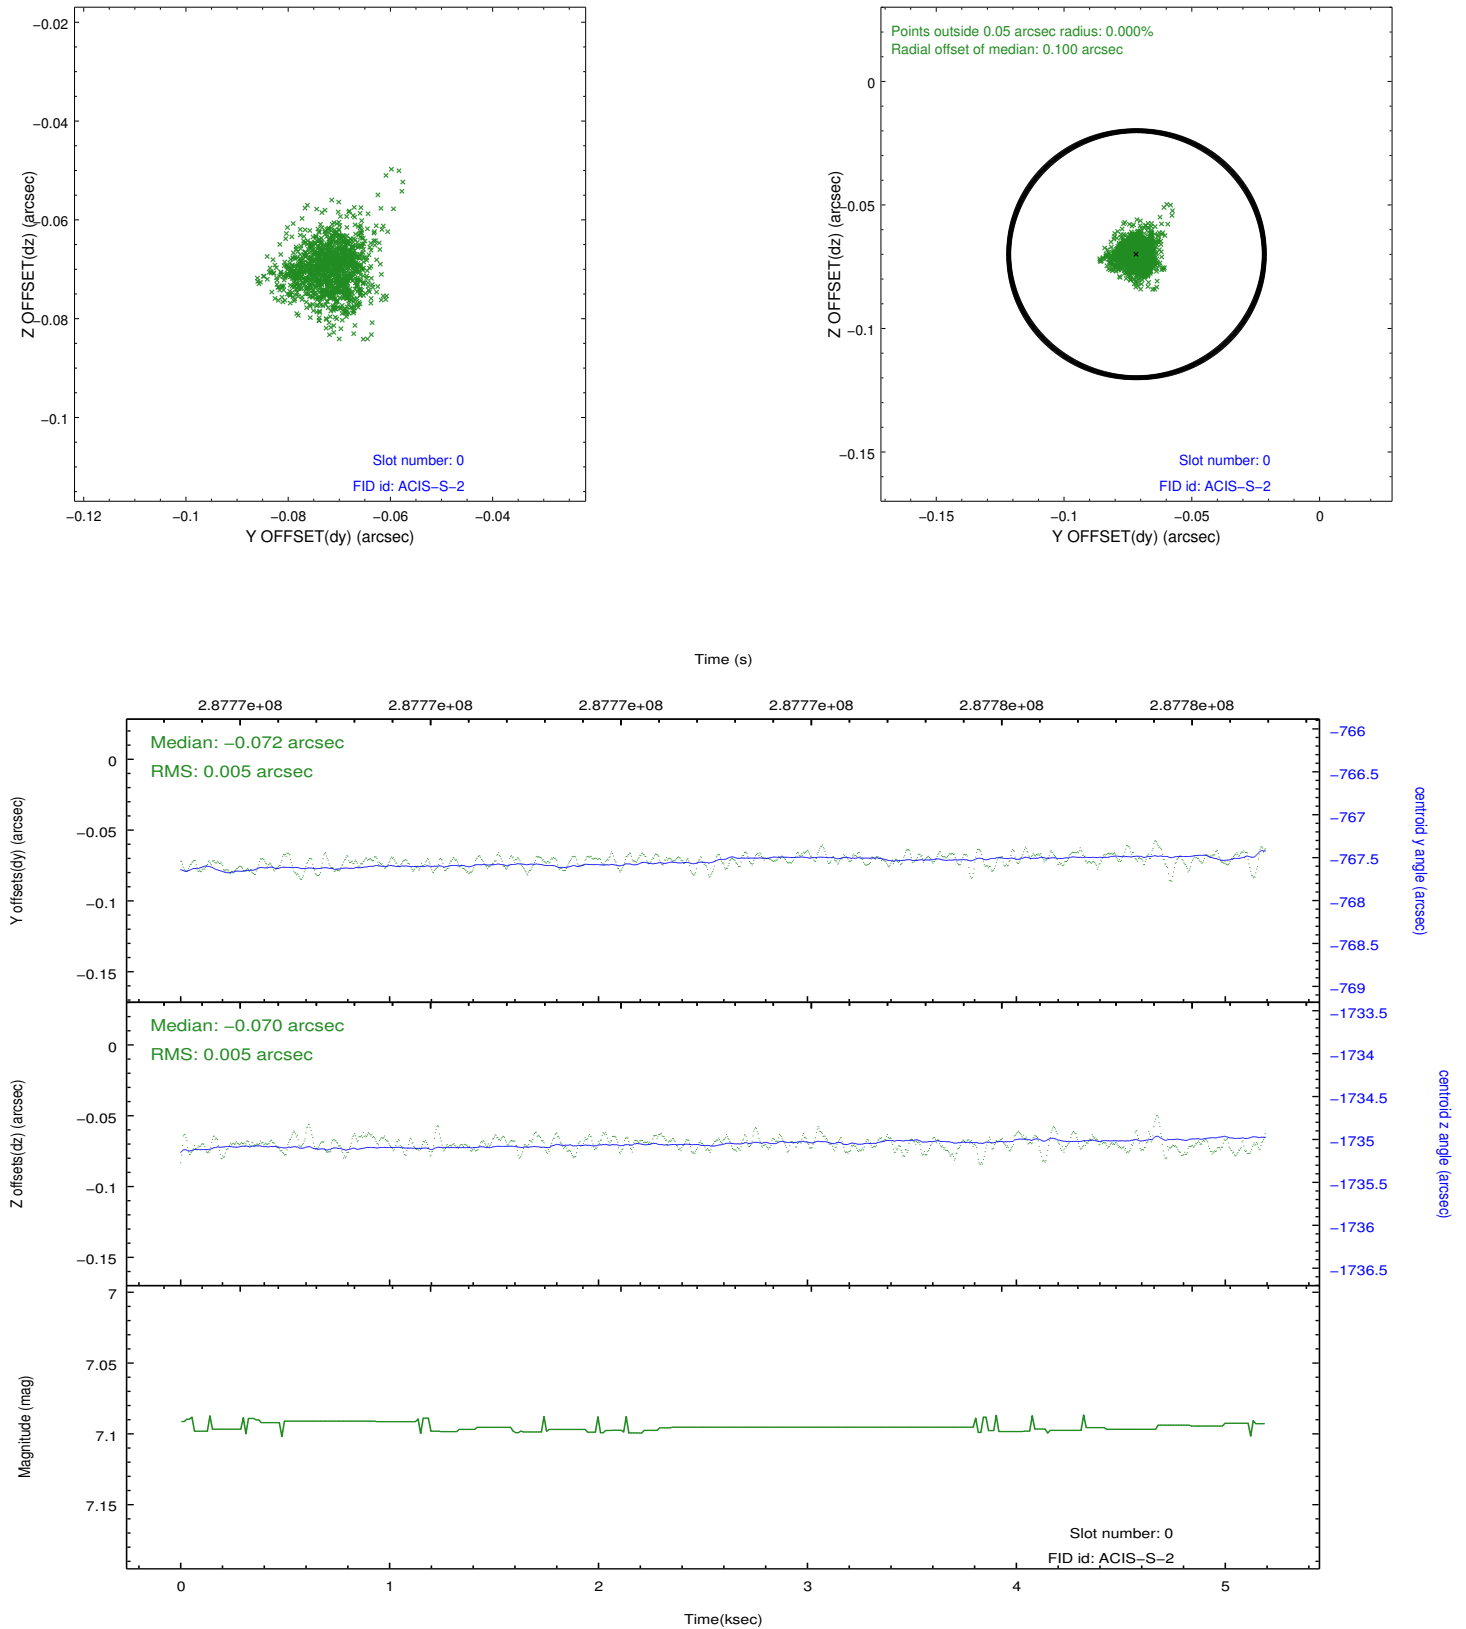 −0.02
−0.04
−0.06
−0.08
−0.1
Z OFFSET(dz) (arcsec)
Slot number: 0
FID id: ACIS−S−2
−0.12
−0.1
−0.08
−0.06
−0.04
Y OFFSET(dy) (arcsec)
Points outside 0.05 arcsec radius: 0.000%
Radial offset of median: 0.100 arcsec
0
−0.05
−0.1
−0.15
Z OFFSET(dz) (arcsec)
Slot number: 0
FID id: ACIS−S−2
−0.15
−0.1
−0.05
0
Y OFFSET(dy) (arcsec)
Time (s)
2.8777e+08
2.8777e+08
2.8777e+08
2.8777e+08
2.8778e+08
2.8778e+08
Median: −0.072 arcsec
RMS: 0.005 arcsec
0
−0.05
−0.1
−0.15
Y offsets(dy) (arcsec)
−766
−766.5
−767
−767.5
−768
−768.5
−769
centroid y angle (arcsec)
Median: −0.070 arcsec
RMS: 0.005 arcsec
0
−0.05
−0.1
−0.15
Z offsets(dz) (arcsec)
−1733.5
−1734
−1734.5
−1735
−1735.5
−1736
−1736.5
centroid z angle (arcsec)
7
7.05
7.1
7.15
Magnitude (mag)
Slot number: 0
FID id: ACIS−S−2
0
1
2
3
4
5
Time(ksec)